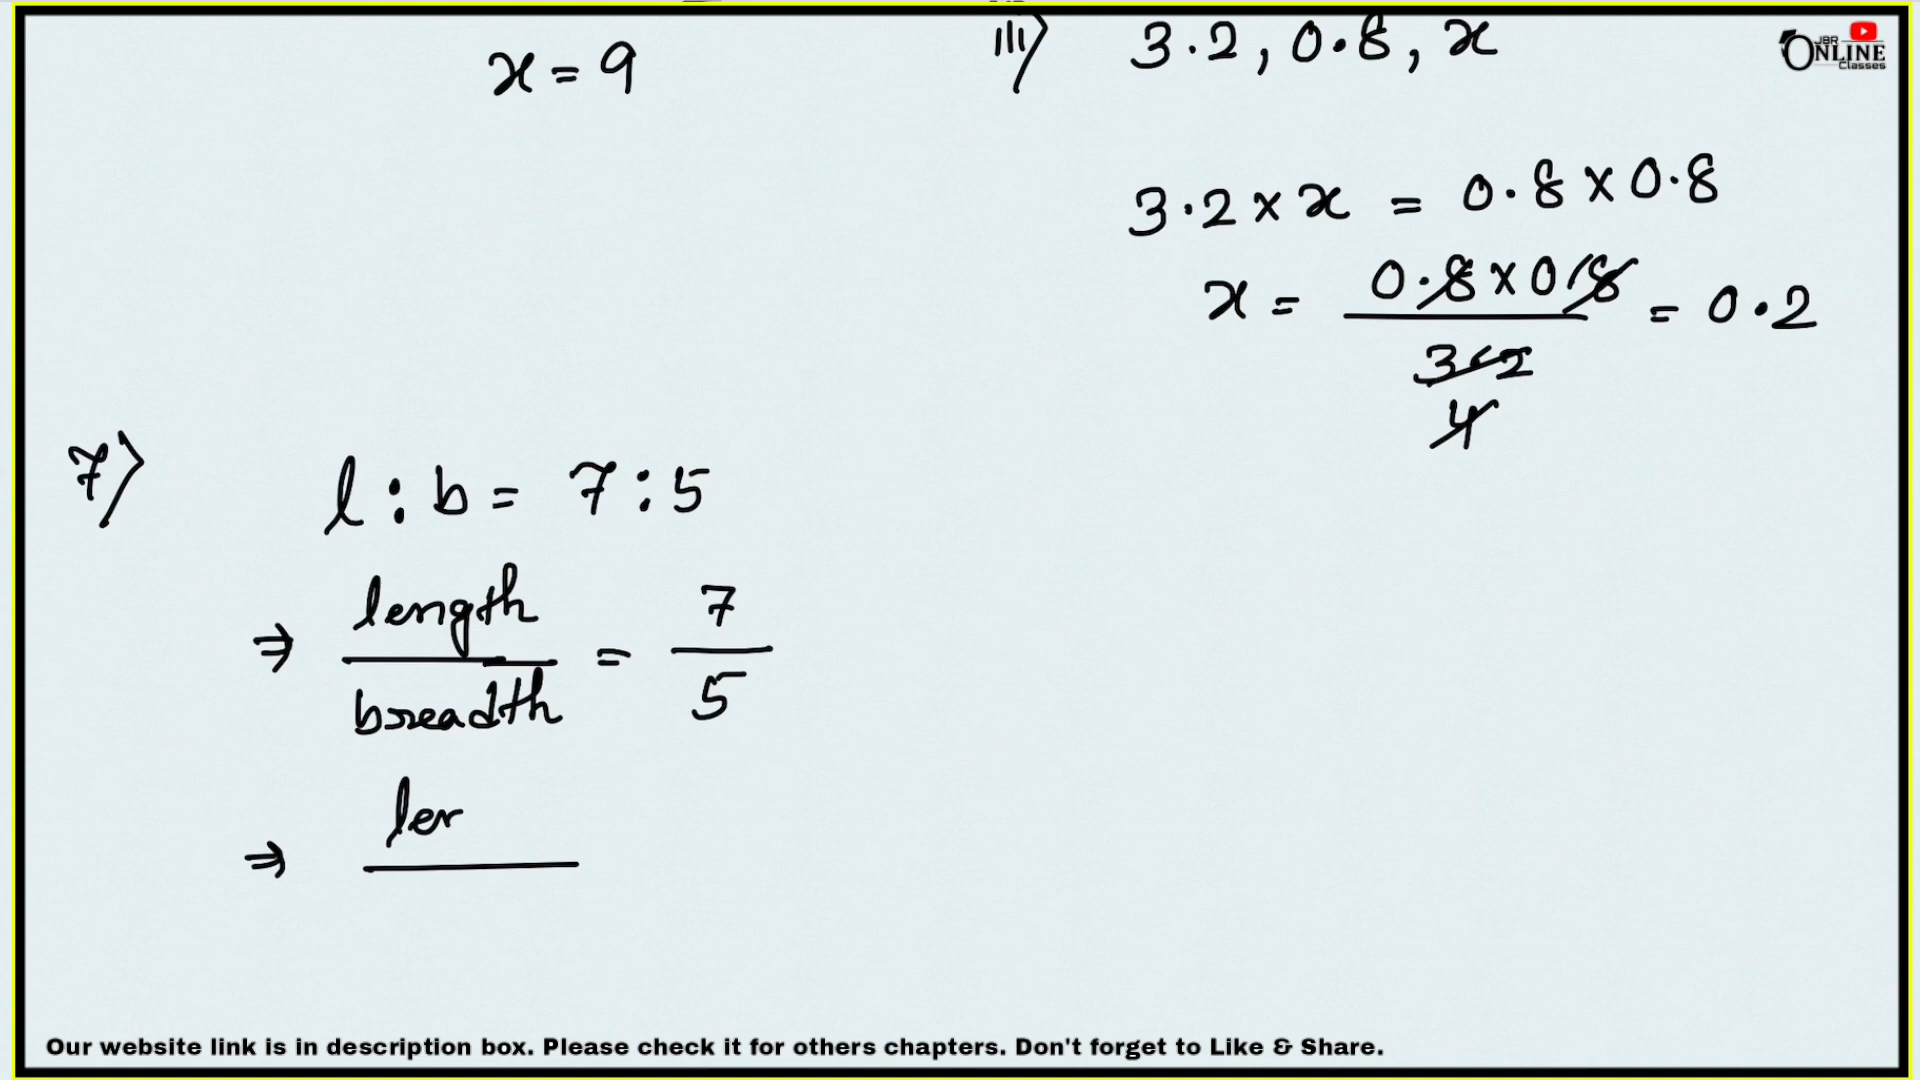 x = 9
7)
l : b = 7 : 5
⇒ length / breadth = 7 / 5
⇒ len
iii) 3.2, 0.8, x
3.2 × x = 0.8 × 0.8
x = 0.8 × 0.8 / 3.2 = 0.2
4
JBR
ONLINE
Classes
Our website link is in description box. Please check it for others chapters. Don't forget to Like & Share.